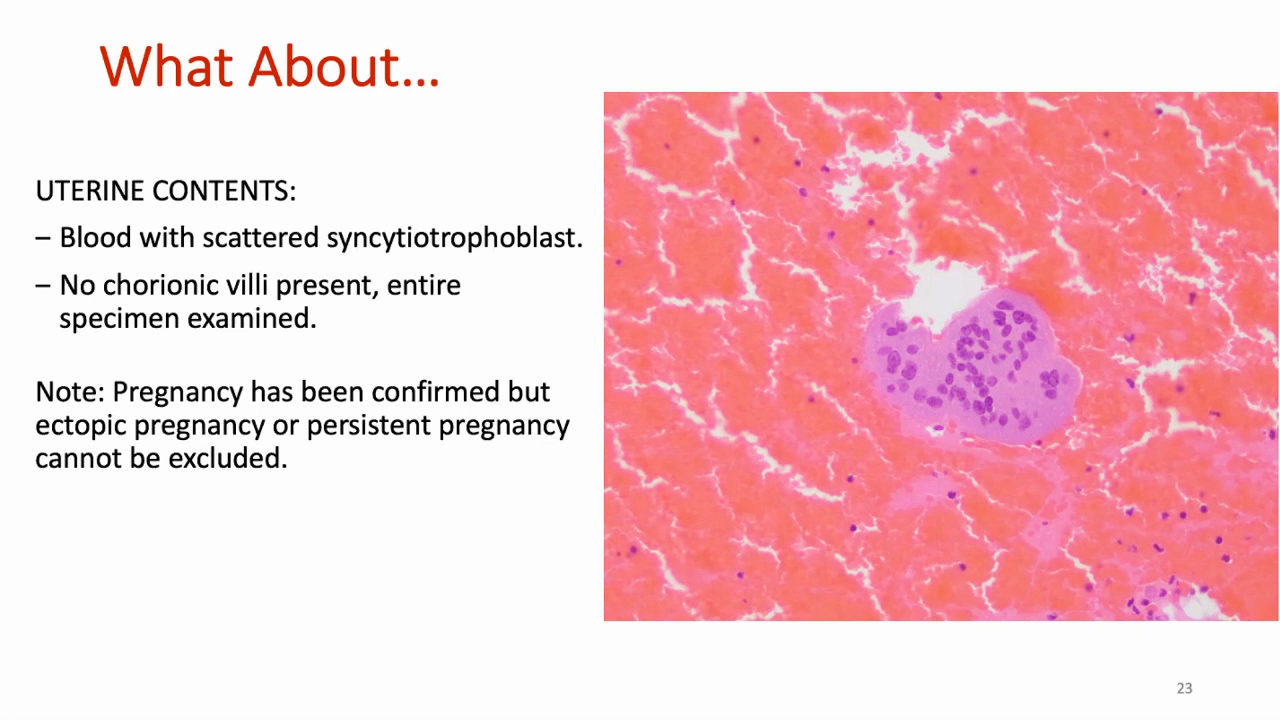 What About...
UTERINE CONTENTS:
– Blood with scattered syncytiotrophoblast.
– No chorionic villi present, entire
specimen examined.
Note: Pregnancy has been confirmed but
ectopic pregnancy or persistent pregnancy
cannot be excluded.
23